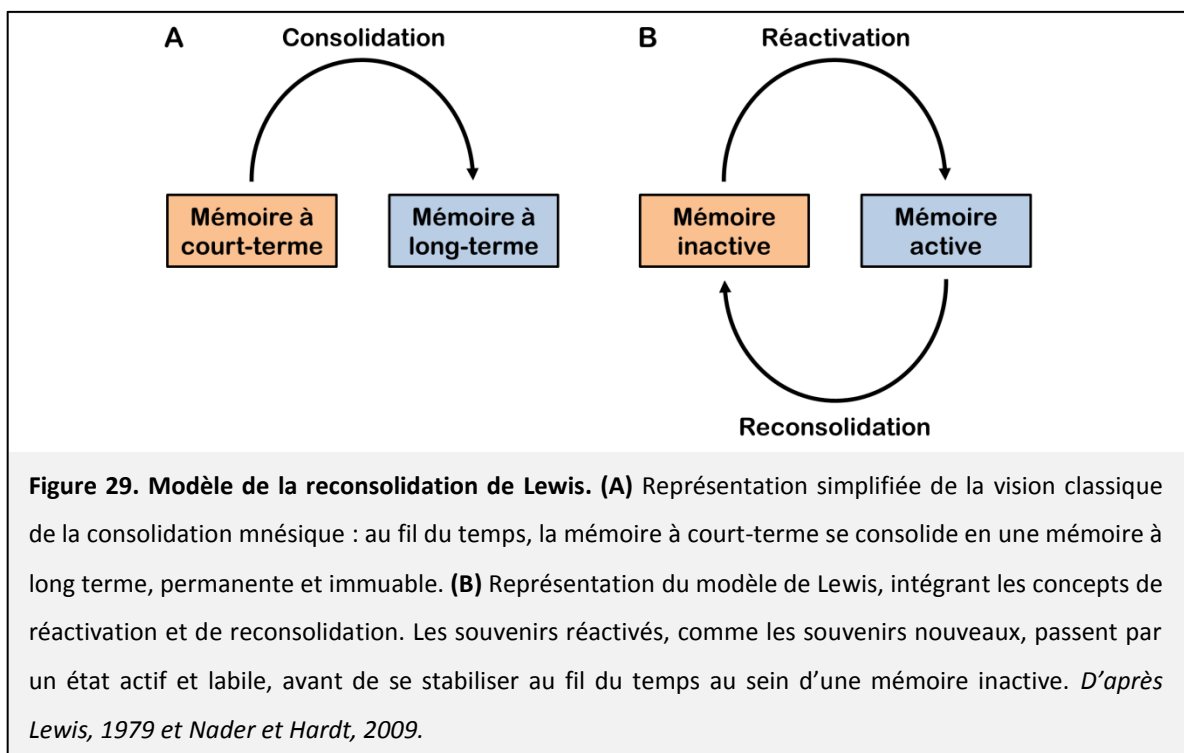 A Consolidation
Mémoire à
court-terme
Mémoire à
long-terme
B Réactivation
Mémoire
inactive
Mémoire
active
Reconsolidation
Figure 29. Modèle de la reconsolidation de Lewis. (A) Représentation simplifiée de la vision classique
de la consolidation mnésique : au fil du temps, la mémoire à court-terme se consolide en une mémoire à
long terme, permanente et immuable. (B) Représentation du modèle de Lewis, intégrant les concepts de
réactivation et de reconsolidation. Les souvenirs réactivés, comme les souvenirs nouveaux, passent par
un état actif et labile, avant de se stabiliser au fil du temps au sein d’une mémoire inactive. D’après
Lewis, 1979 et Nader et Hardt, 2009.